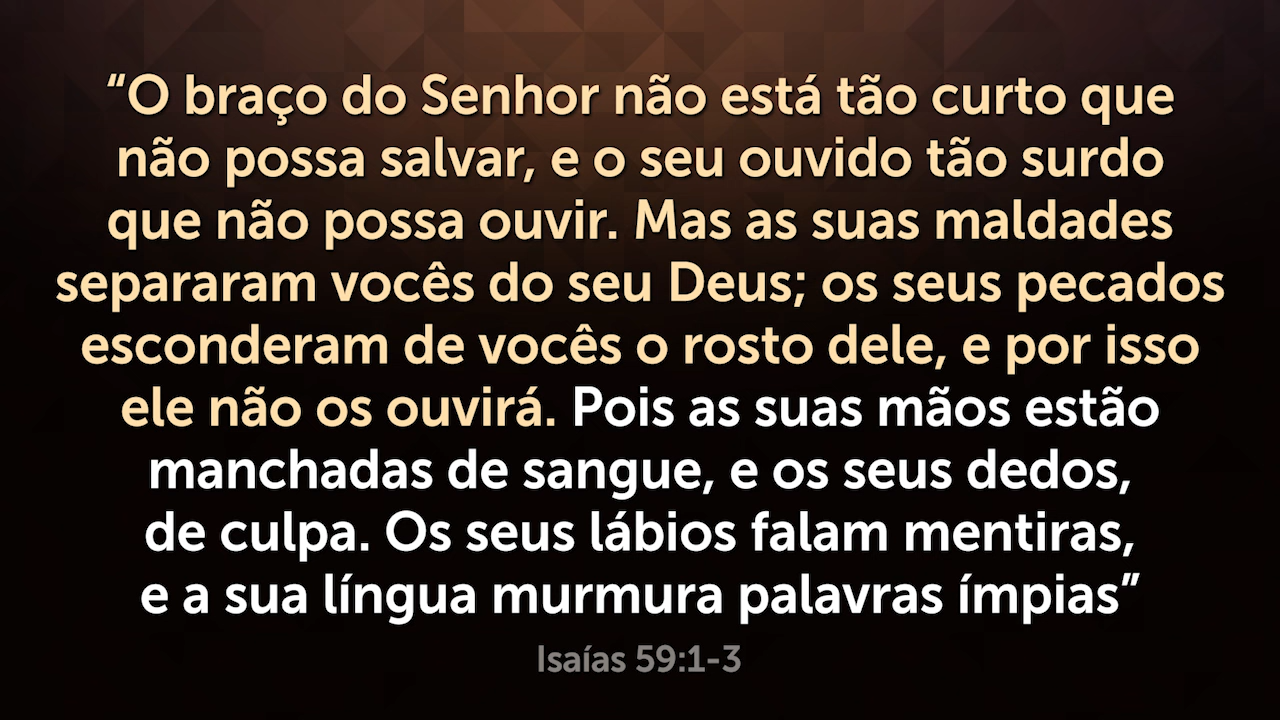 “O braço do Senhor não está tão curto que
não possa salvar, e o seu ouvido tão surdo
que não possa ouvir. Mas as suas maldades
separaram vocês do seu Deus; os seus pecados
esconderam de vocês o rosto dele, e por isso
ele não os ouvirá. Pois as suas mãos estão
manchadas de sangue, e os seus dedos,
de culpa. Os seus lábios falam mentiras,
e a sua língua murmura palavras ímpias”
Isaías 59:1-3